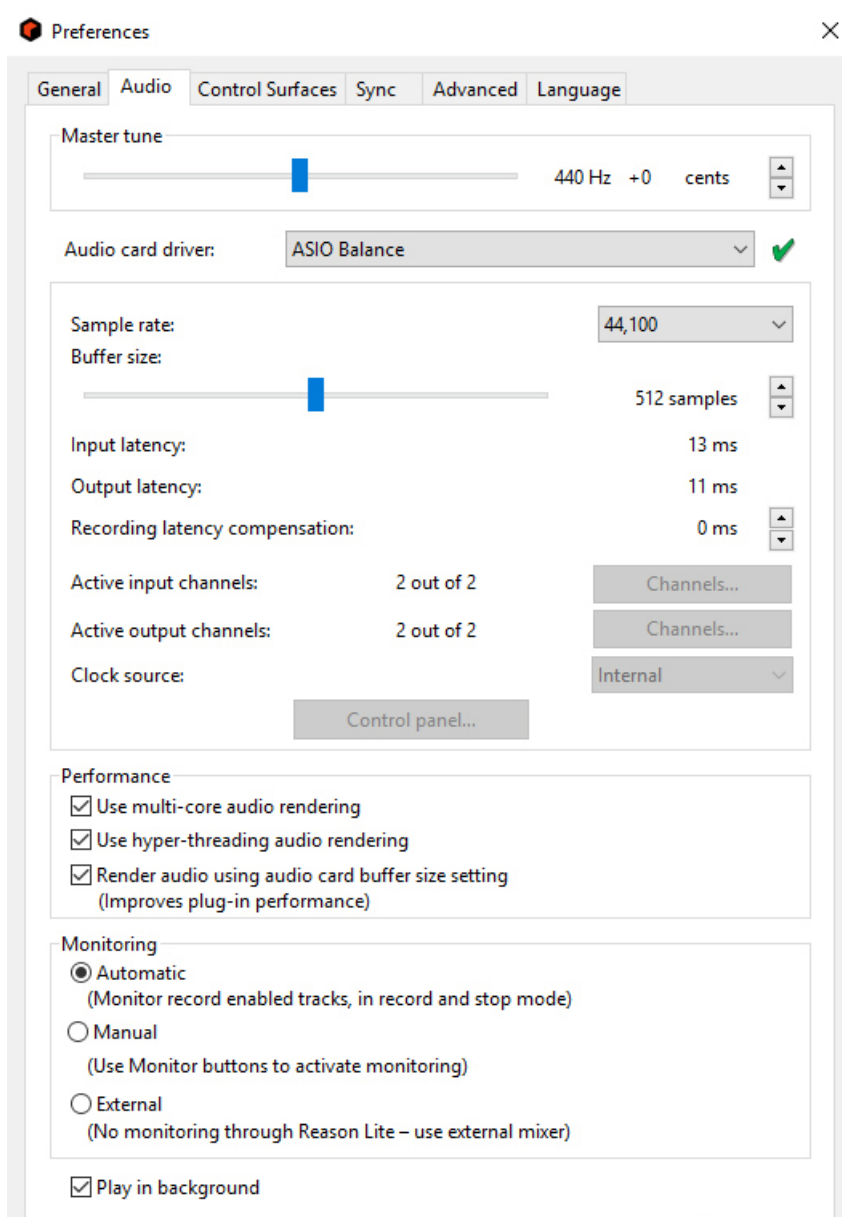 Preferences
General Audio Control Surfaces Sync Advanced Language
Master tune
440 Hz +0 cents
Audio card driver: ASIO Balance
Sample rate: 44,100
Buffer size:
512 samples
Input latency: 13 ms
Output latency: 11 ms
Recording latency compensation: 0 ms
Active input channels: 2 out of 2 Channels...
Active output channels: 2 out of 2 Channels...
Clock source: Internal
Control panel...
Performance
Use multi-core audio rendering
Use hyper-threading audio rendering
Render audio using audio card buffer size setting
(Improves plug-in performance)
Monitoring
Automatic
(Monitor record enabled tracks, in record and stop mode)
Manual
(Use Monitor buttons to activate monitoring)
External
(No monitoring through Reason Lite – use external mixer)
Play in background